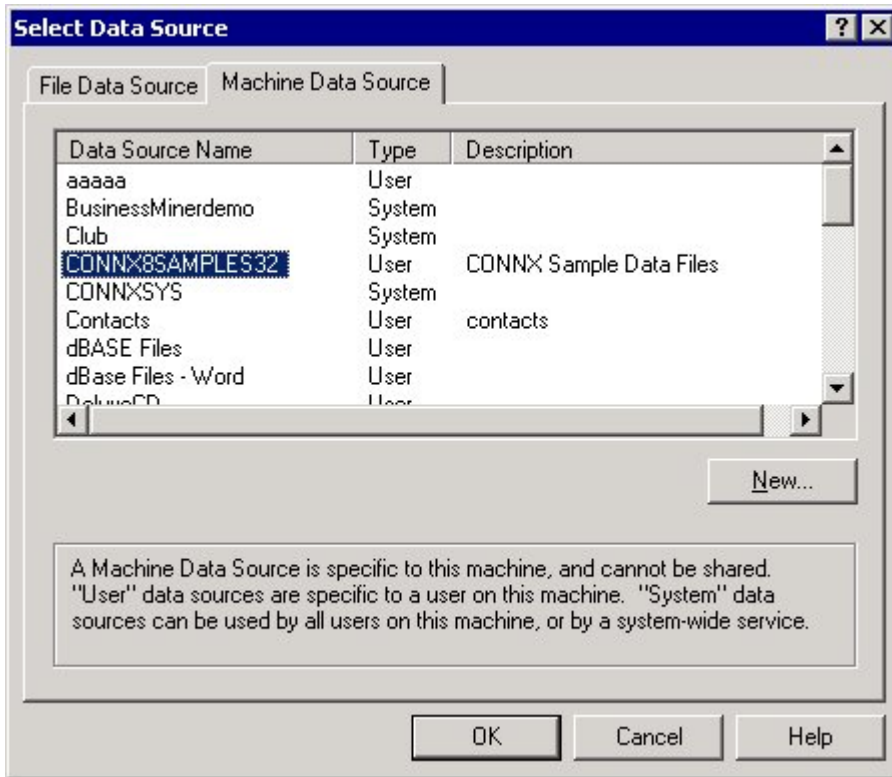 Select Data Source
File Data Source Machine Data Source
Data Source Name Type Description
aaaaa User
BusinessMinerdemo System
Club System
CONNX8SAMPLES32 User CONNX Sample Data Files
CONNXSYS System
Contacts User contacts
dBASE Files User
dBase Files - Word User
DeluxeCD User
New...
A Machine Data Source is specific to this machine, and cannot be shared.
"User" data sources are specific to a user on this machine. "System" data
sources can be used by all users on this machine, or by a system-wide service.
OK Cancel Help